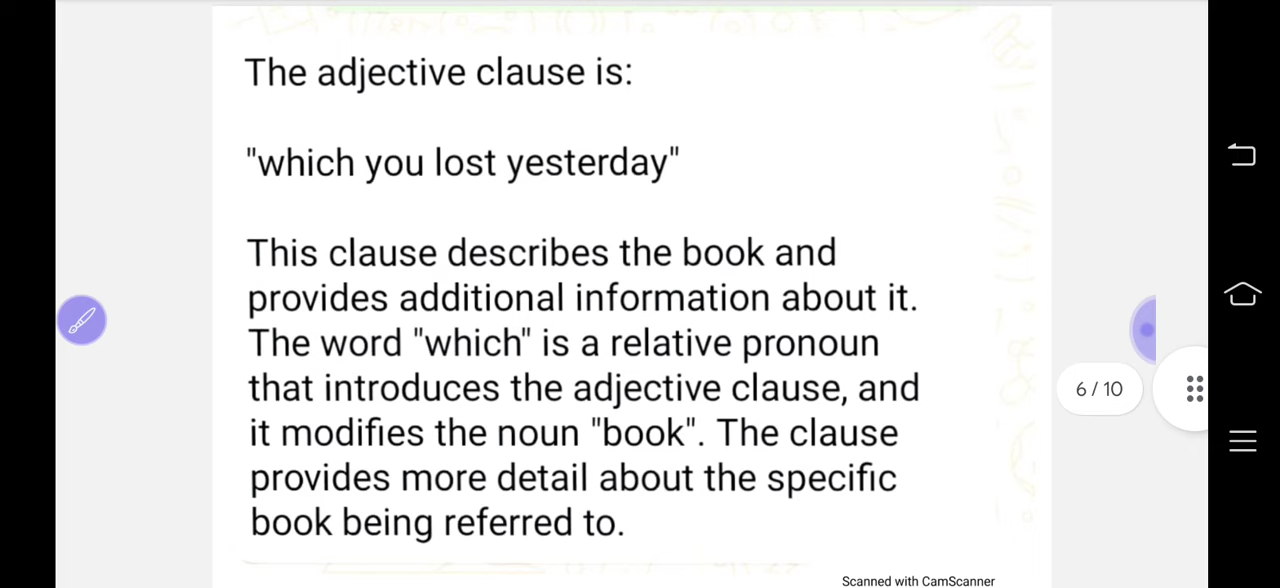 The adjective clause is:
"which you lost yesterday"
This clause describes the book and
provides additional information about it.
The word "which" is a relative pronoun
that introduces the adjective clause, and
it modifies the noun "book". The clause
provides more detail about the specific
book being referred to.
6 / 10
Scanned with CamScanner